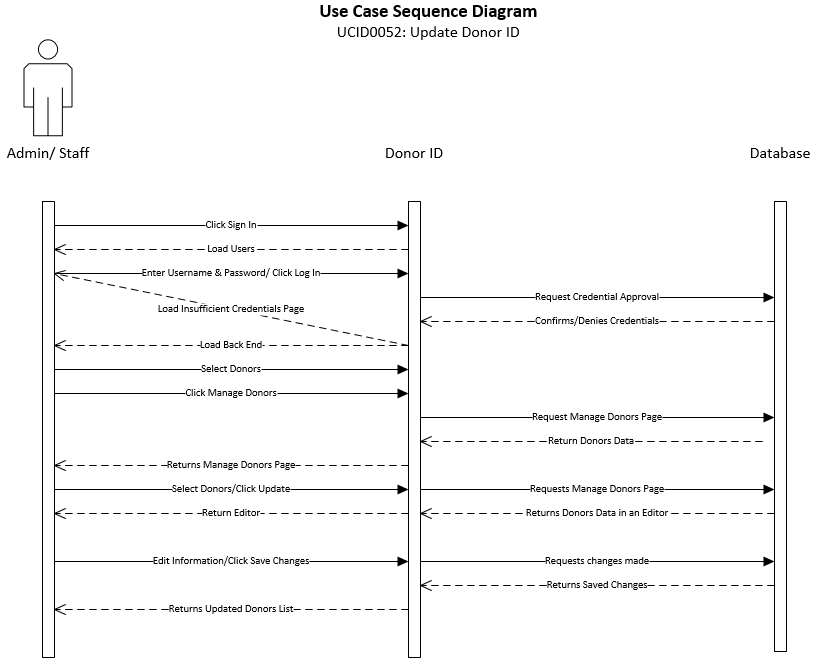 Use Case Sequence Diagram
UCID0052: Update Donor ID
Admin/ Staff
Donor ID
Database
Click Sign In
Load Users
Enter Username & Password/ Click Log In
Request Credential Approval
Load Insufficient Credentials Page
Confirms/Denies Credentials
Load Back End
Select Donors
Click Manage Donors
Request Manage Donors Page
Return Donors Data
Returns Manage Donors Page
Select Donors/Click Update
Requests Manage Donors Page
Return Editor
Returns Donors Data in an Editor
Edit Information/Click Save Changes
Requests changes made
Returns Saved Changes
Returns Updated Donors List